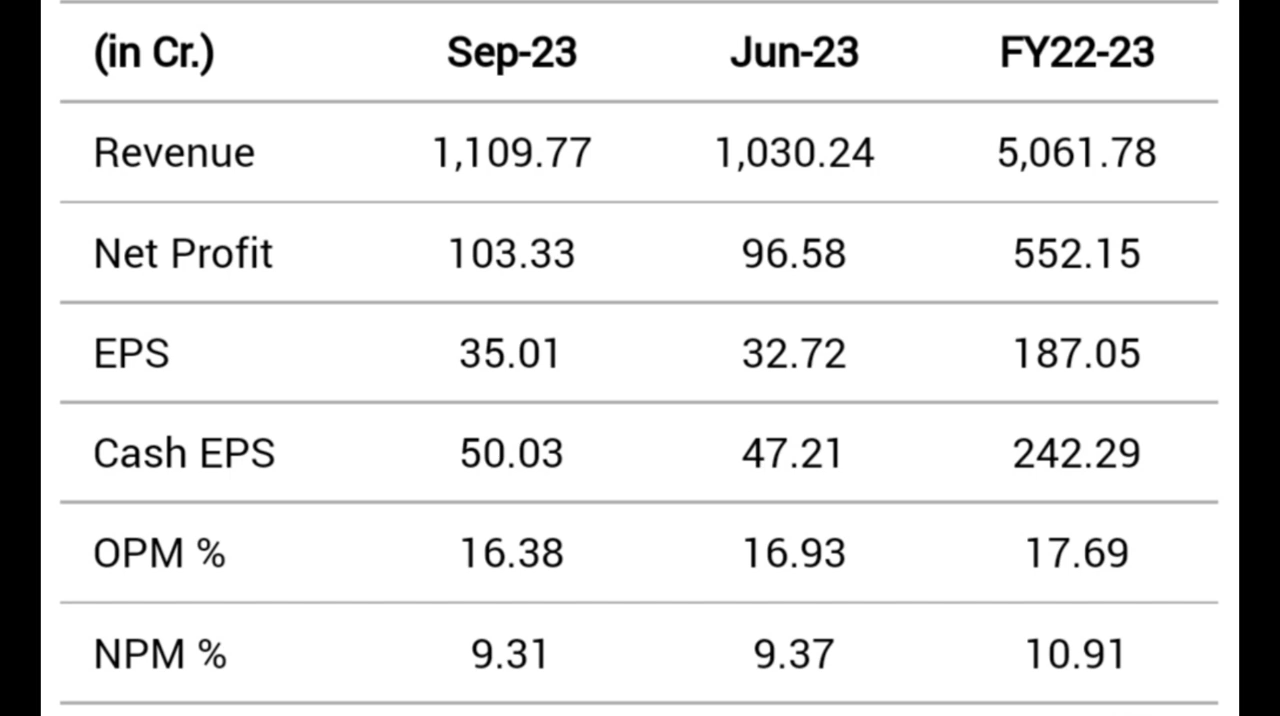 (in Cr.) Sep-23 Jun-23 FY22-23
Revenue 1,109.77 1,030.24 5,061.78
Net Profit 103.33 96.58 552.15
EPS 35.01 32.72 187.05
Cash EPS 50.03 47.21 242.29
OPM % 16.38 16.93 17.69
NPM % 9.31 9.37 10.91